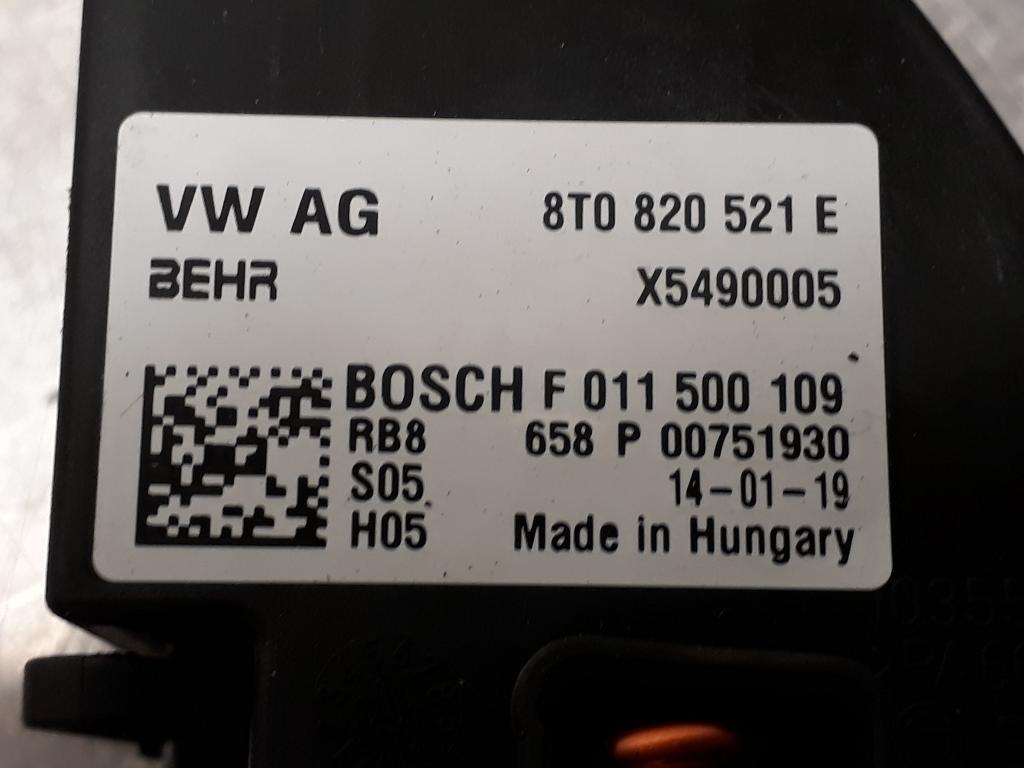 VW AG 8T0 820 521 E
BEHR X5490005
BOSCH F 011 500 109
RB8 658 P 00751930
S05 14-01-19
H05 Made in Hungary